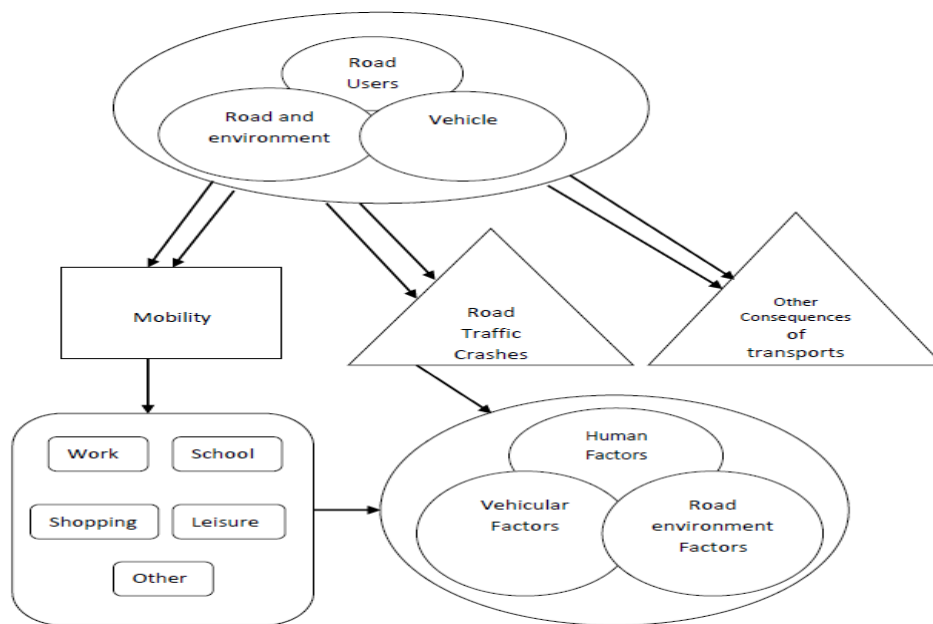 Road
Users
Road and
environment
Vehicle
Mobility
Road
Traffic
Crashes
Other
Consequences
of
transports
Work
School
Shopping
Leisure
Other
Human
Factors
Vehicular
Factors
Road
environment
Factors